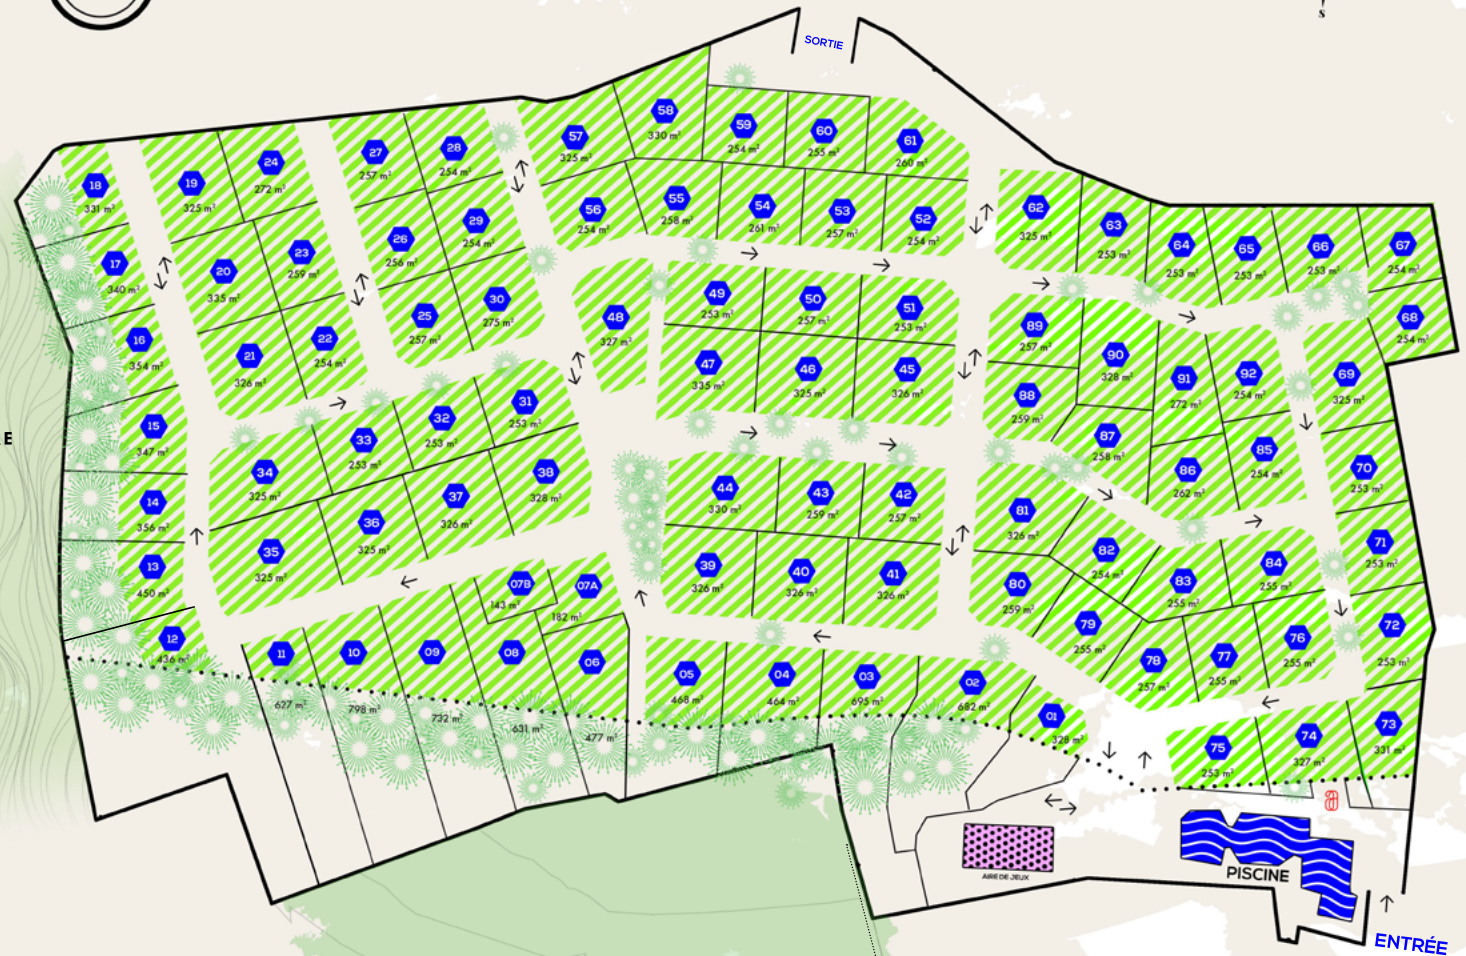 s
SORTIE
58
330 m²
59
254 m²
60
255 m²
61
260 m²
57
325 m²
28
254 m²
27
257 m²
24
272 m²
19
325 m²
18
331 m²
56
254 m²
55
258 m²
54
261 m²
53
257 m²
52
254 m²
62
325 m²
63
253 m²
64
253 m²
65
253 m²
66
253 m²
67
254 m²
29
254 m²
26
256 m²
23
259 m²
20
335 m²
17
340 m²
30
275 m²
25
257 m²
22
254 m²
21
326 m²
16
354 m²
48
327 m²
49
253 m²
50
257 m²
51
253 m²
47
335 m²
46
325 m²
45
326 m²
89
257 m²
90
328 m²
91
272 m²
92
254 m²
68
254 m²
69
325 m²
88
259 m²
87
258 m²
86
262 m²
85
254 m²
70
253 m²
E
15
347 m²
31
253 m²
32
253 m²
33
253 m²
34
325 m²
38
328 m²
37
326 m²
36
325 m²
35
325 m²
14
356 m²
13
450 m²
12
436 m²
44
330 m²
43
259 m²
42
257 m²
39
326 m²
40
326 m²
41
326 m²
81
326 m²
82
254 m²
83
255 m²
84
255 m²
71
253 m²
80
259 m²
79
255 m²
78
257 m²
77
255 m²
76
255 m²
72
253 m²
07B
143 m²
07A
182 m²
11
627 m²
10
798 m²
09
732 m²
08
631 m²
06
477 m²
05
468 m²
04
464 m²
03
695 m²
02
682 m²
01
328 m²
75
253 m²
74
327 m²
73
331 m²
AIRE DE JEUX
PISCINE
ENTRÉE